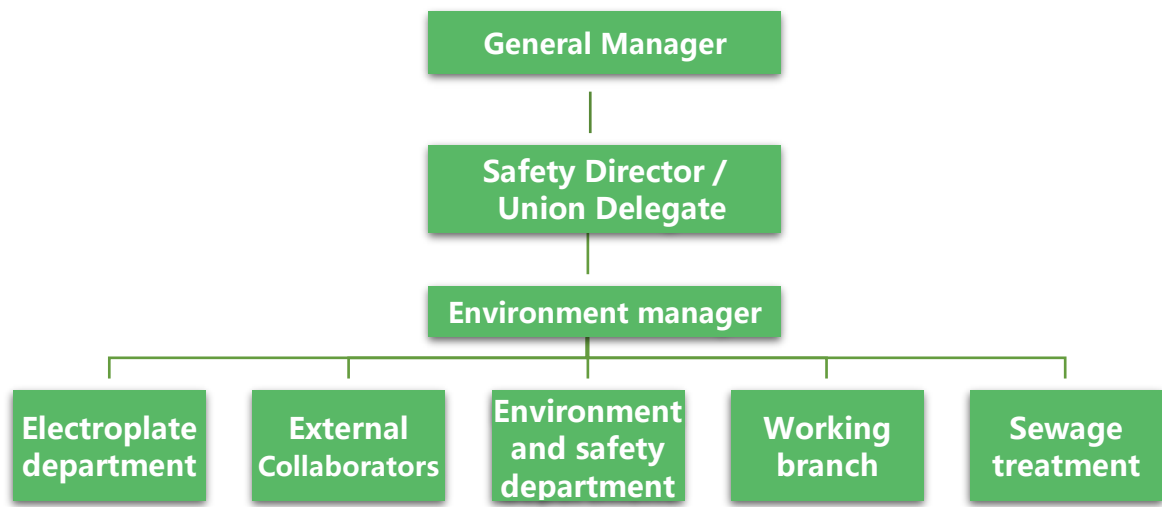 General Manager
Safety Director /
Union Delegate
Environment manager
Electroplate
department
External
Collaborators
Environment
and safety
department
Working
branch
Sewage
treatment